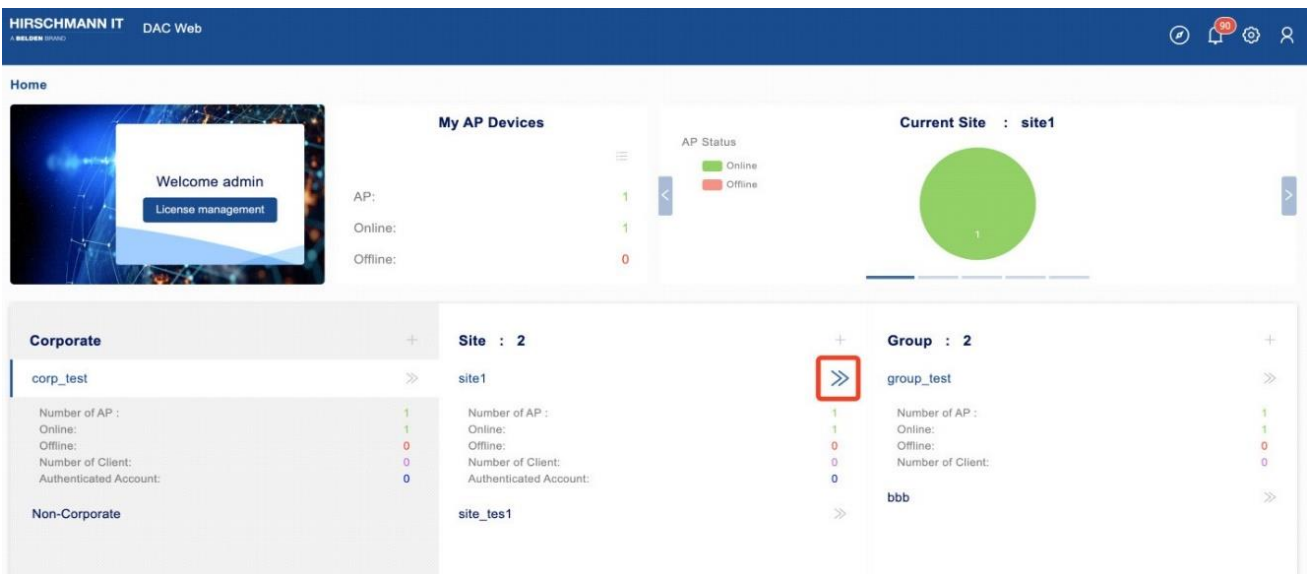 HIRSCHMANN IT
A BELDEN BRAND
DAC Web
90
Home
Welcome admin
License management
My AP Devices
AP: 1
Online: 1
Offline: 0
Current Site : site1
AP Status
Online
Offline
1
Corporate
corp_test
Number of AP : 1
Online: 1
Offline: 0
Number of Client: 0
Authenticated Account: 0
Non-Corporate
Site : 2
site1
Number of AP : 1
Online: 1
Offline: 0
Number of Client: 0
Authenticated Account: 0
site_tes1
Group : 2
group_test
Number of AP : 1
Online: 1
Offline: 0
Number of Client: 0
bbb